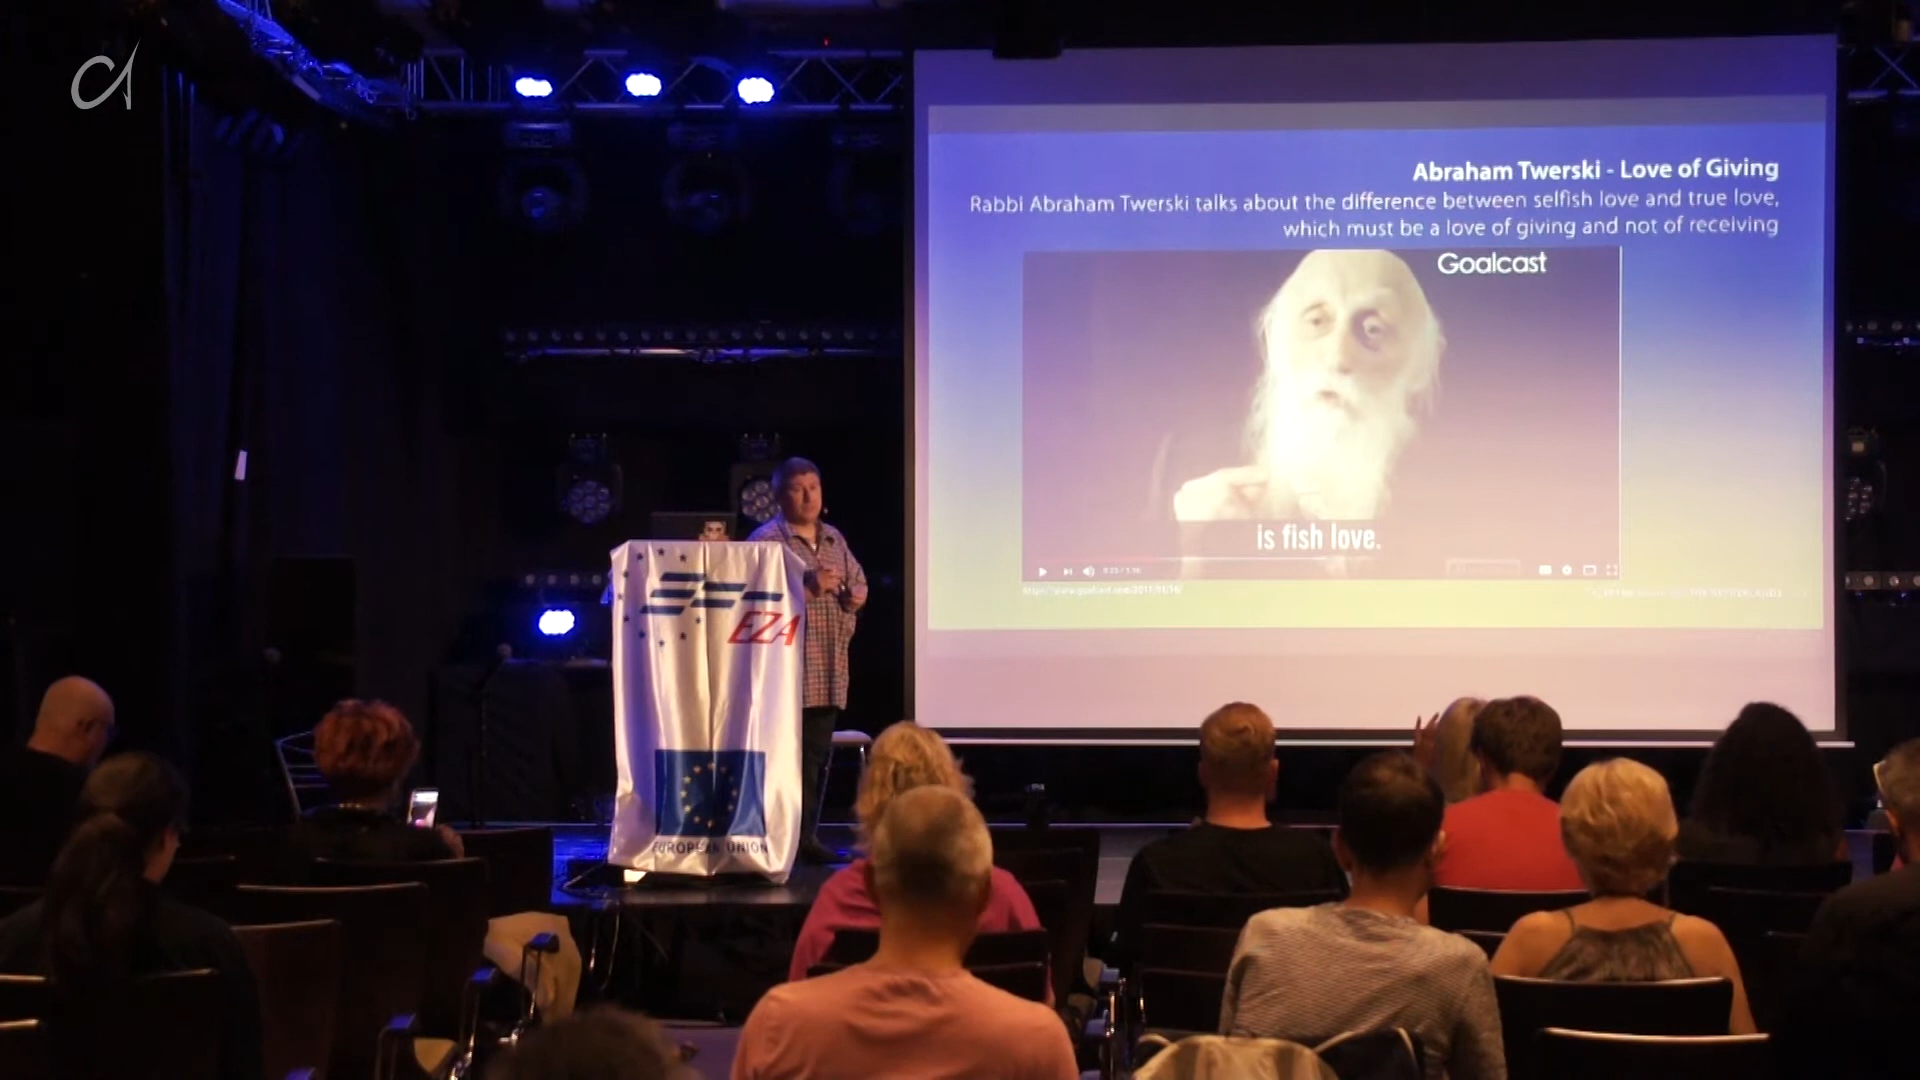 Abraham Twerski - Love of Giving
Rabbi Abraham Twerski talks about the difference between selfish love and true love,
which must be a love of giving and not of receiving
Goalcast
is fish love.
EZA
EUROPEAN UNION